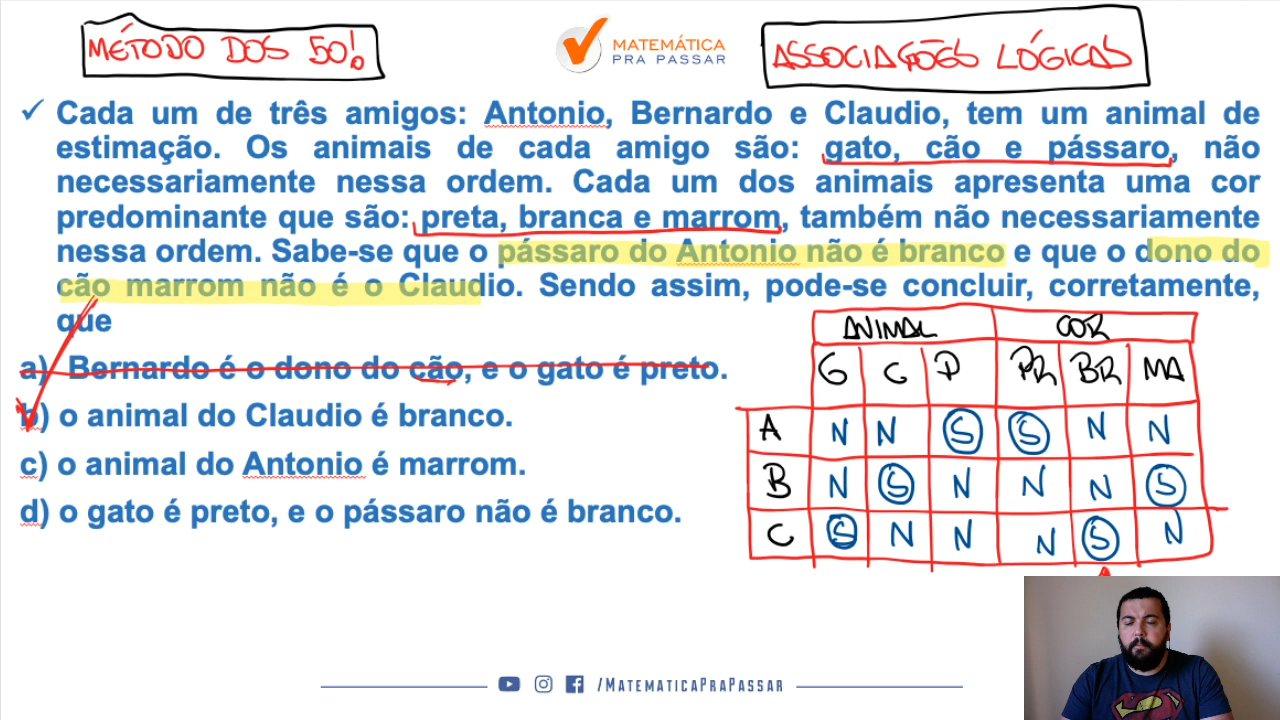 MÉTODO DOS 50!
MATEMÁTICA
PRA PASSAR
ASSOCIAÇÕES LÓGICAS
✓ Cada um de três amigos: Antonio, Bernardo e Claudio, tem um animal de
estimação. Os animais de cada amigo são: gato, cão e pássaro, não
necessariamente nessa ordem. Cada um dos animais apresenta uma cor
predominante que são: preta, branca e marrom, também não necessariamente
nessa ordem. Sabe-se que o pássaro do Antonio não é branco e que o dono do
cão marrom não é o Claudio. Sendo assim, pode-se concluir, corretamente,
que
a) Bernardo é o dono do cão, e o gato é preto.
b) o animal do Claudio é branco.
c) o animal do Antonio é marrom.
d) o gato é preto, e o pássaro não é branco.
ANIMAL COR
G C P PR BR MA
A N N S S N N
B N S N N N S
C S N N N S N
/MATEMATICAPRAPASSAR